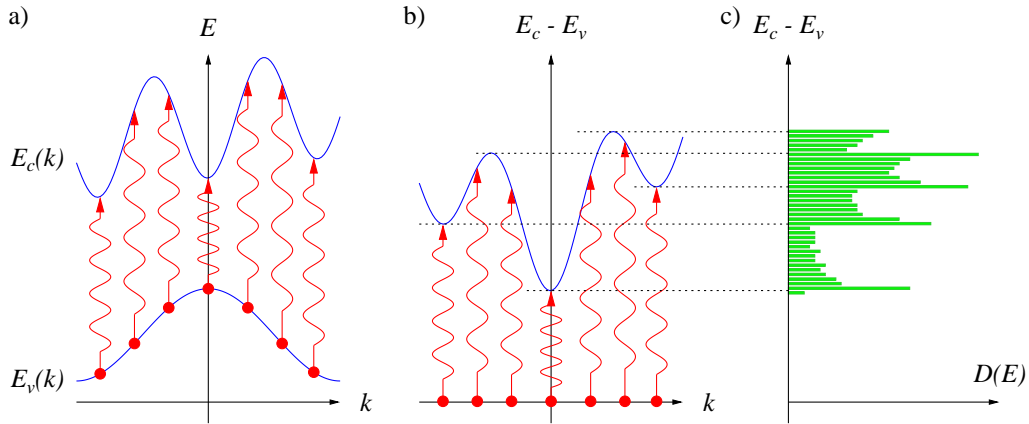 a)
E
E_c(k)
E_v(k)
k
b)
E_c - E_v
k
c)
E_c - E_v
D(E)